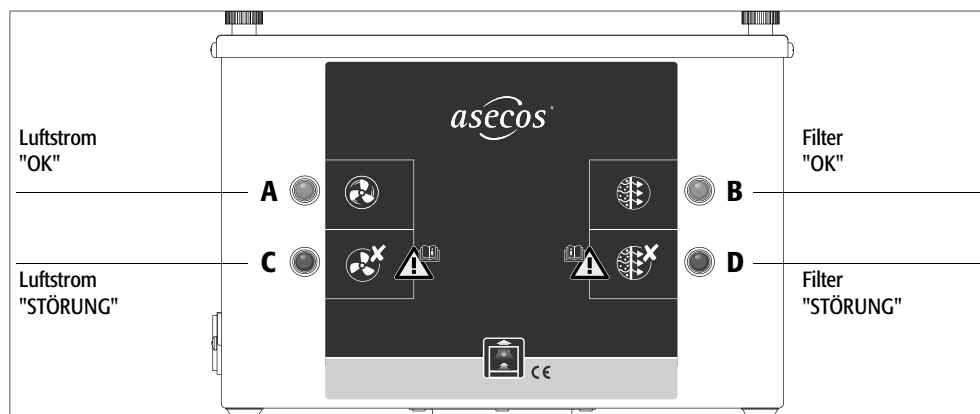 asecos®
Luftstrom
"OK"
Filter
"OK"
A
B
C
D
Luftstrom
"STÖRUNG"
Filter
"STÖRUNG"
CE